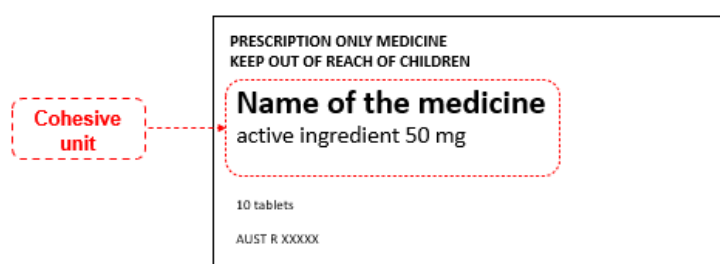 PRESCRIPTION ONLY MEDICINE
KEEP OUT OF REACH OF CHILDREN
Name of the medicine
active ingredient 50 mg
Cohesive
unit
10 tablets
AUST R XXXXX